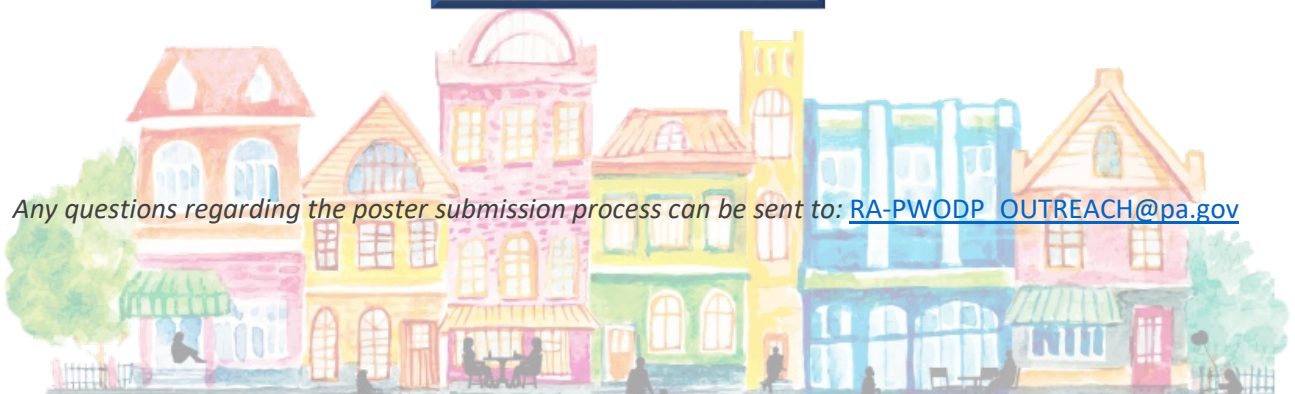 Any questions regarding the poster submission process can be sent to: RA-PWODP_OUTREACH@pa.gov